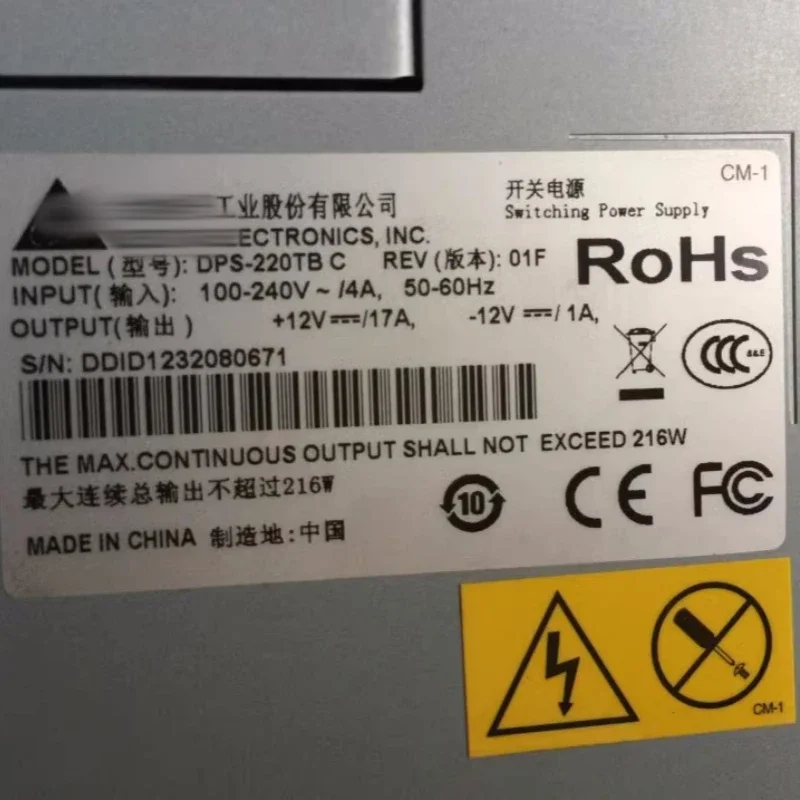 CM-1
工业股份有限公司
ECTRONICS, INC.
开关电源
Switching Power Supply
MODEL (型号): DPS-220TB C REV (版本): 01F
RoHs
INPUT(输入): 100-240V ~ /4A, 50-60Hz
OUTPUT(输出) +12V⎓/17A, -12V⎓/1A,
S/N: DDID1232080671
CCC S&E
THE MAX.CONTINUOUS OUTPUT SHALL NOT EXCEED 216W
最大连续总输出不超过216W
10
CE FC
MADE IN CHINA 制造地:中国
CM-1